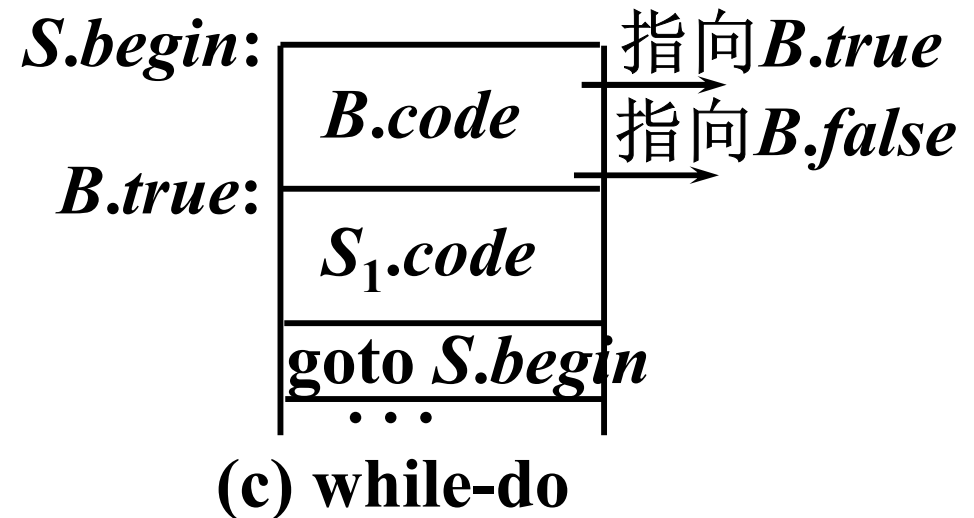 S.begin:
指向B.true
B.code
指向B.false
B.true:
S₁.code
goto S.begin
...
(c) while-do